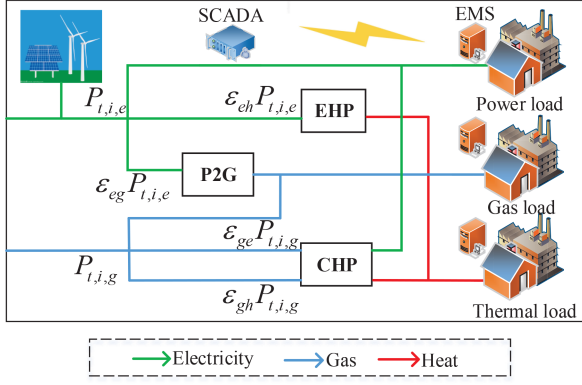 SCADA
EMS
P_{t,i,e}
ε_{eh}P_{t,i,e}
EHP
Power load
ε_{eg}P_{t,i,e}
P2G
Gas load
ε_{ge}P_{t,i,g}
P_{t,i,g}
CHP
ε_{gh}P_{t,i,g}
Thermal load
Electricity
Gas
Heat